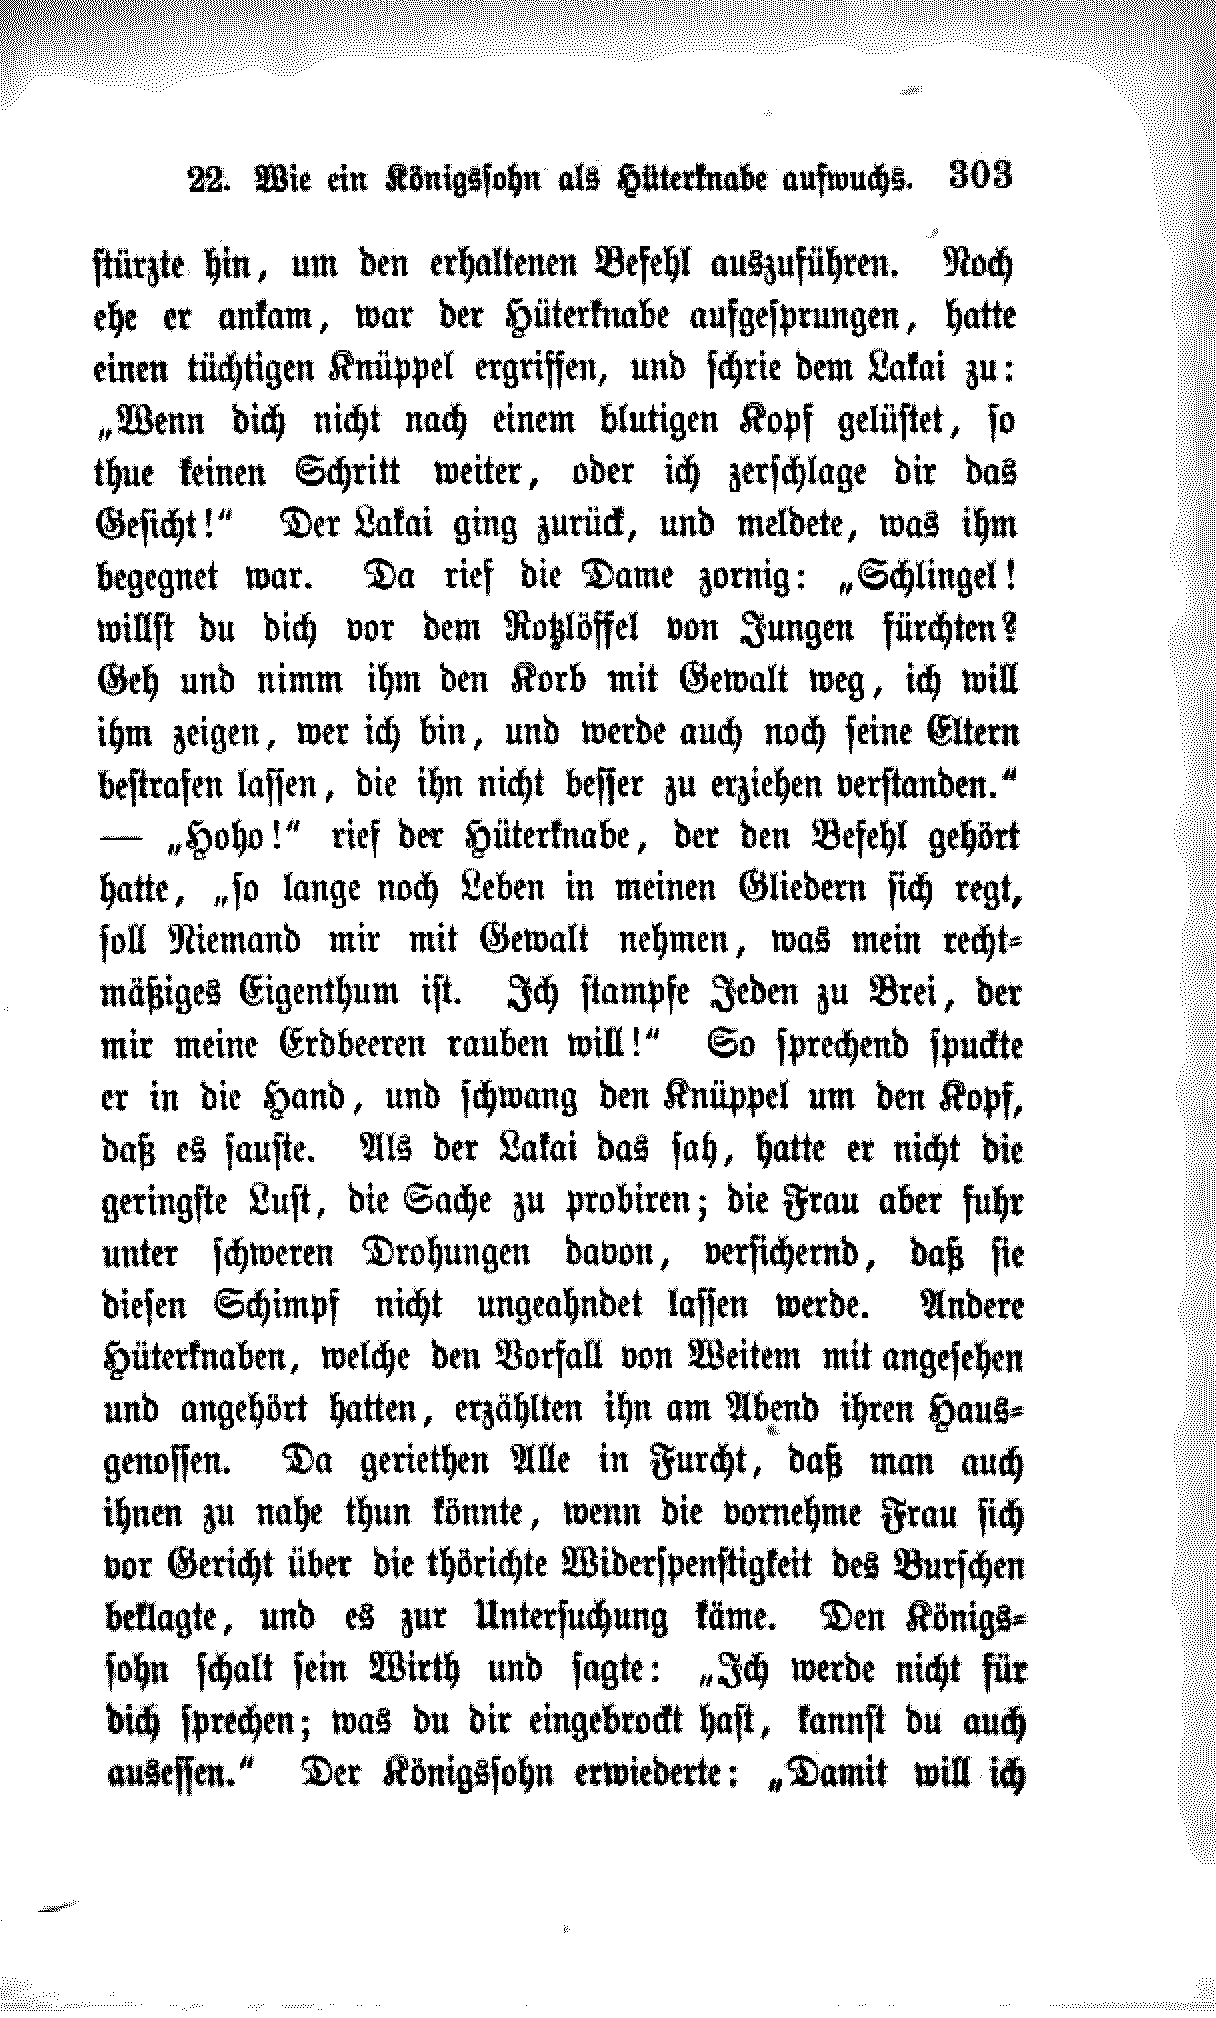 22. Wie ein Königssohn als Hüterknabe aufwuchs. 303
stürzte hin, um den erhaltenen Befehl auszuführen. Noch
ehe er ankam, war der Hüterknabe aufgesprungen, hatte
einen tüchtigen Knüppel ergriffen, und schrie dem Lakai zu:
„Wenn dich nicht nach einem blutigen Kopf gelüstet, so
thue keinen Schritt weiter, oder ich zerschlage dir das
Gesicht!“ Der Lakai ging zurück, und meldete, was ihm
begegnet war. Da rief die Dame zornig: „Schlingel!
willst du dich vor dem Rotzlöffel von Jungen fürchten?
Geh und nimm ihm den Korb mit Gewalt weg, ich will
ihm zeigen, wer ich bin, und werde auch noch seine Eltern
bestrafen lassen, die ihn nicht besser zu erziehen verstanden.“
— „Hoho!“ rief der Hüterknabe, der den Befehl gehört
hatte, „so lange noch Leben in meinen Gliedern sich regt,
soll Niemand mir mit Gewalt nehmen, was mein recht-
mäßiges Eigenthum ist. Ich stampfe Jeden zu Brei, der
mir meine Erdbeeren rauben will!“ So sprechend spuckte
er in die Hand, und schwang den Knüppel um den Kopf,
daß es sauste. Als der Lakai das sah, hatte er nicht die
geringste Lust, die Sache zu probiren; die Frau aber fuhr
unter schweren Drohungen davon, versichernd, daß sie
diesen Schimpf nicht ungeahndet lassen werde. Andere
Hüterknaben, welche den Vorfall von Weitem mit angesehen
und angehört hatten, erzählten ihn am Abend ihren Haus-
genossen. Da geriethen Alle in Furcht, daß man auch
ihnen zu nahe thun könnte, wenn die vornehme Frau sich
vor Gericht über die thörichte Widerspenstigkeit des Burschen
beklagte, und es zur Untersuchung käme. Den Königs-
sohn schalt sein Wirth und sagte: „Ich werde nicht für
dich sprechen; was du dir eingebrockt hast, kannst du auch
ausessen.“ Der Königssohn erwiederte: „Damit will ich